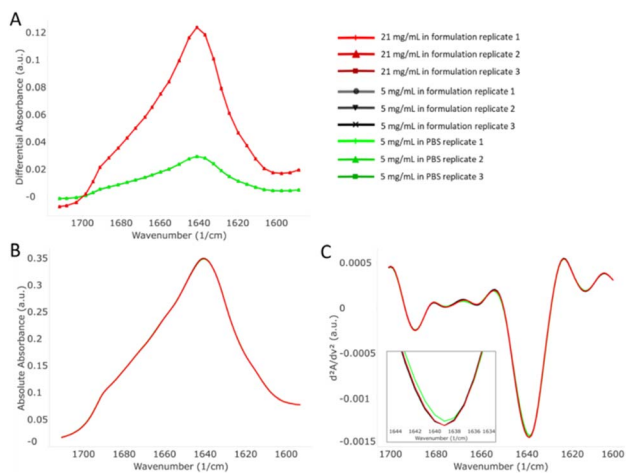 A
Differential Absorbance (a.u.)
0.12
0.1
0.08
0.06
0.04
0.02
-0
1700 1680 1660 1640 1620 1600
Wavenumber (1/cm)
21 mg/mL in formulation replicate 1
21 mg/mL in formulation replicate 2
21 mg/mL in formulation replicate 3
5 mg/mL in formulation replicate 1
5 mg/mL in formulation replicate 2
5 mg/mL in formulation replicate 3
5 mg/mL in PBS replicate 1
5 mg/mL in PBS replicate 2
5 mg/mL in PBS replicate 3
B
Absolute Absorbance (a.u.)
0.35
0.3
0.25
0.2
0.15
0.1
0.05
-0
1700 1680 1660 1640 1620 1600
Wavenumber (1/cm)
C
d²A/dv² (a.u.)
0.0005
0
-0.0005
-0.001
-0.0015
1644 1642 1640 1638 1636 1634
Wavenumber (1/cm)
1700 1680 1660 1640 1620 1600
Wavenumber (1/cm)